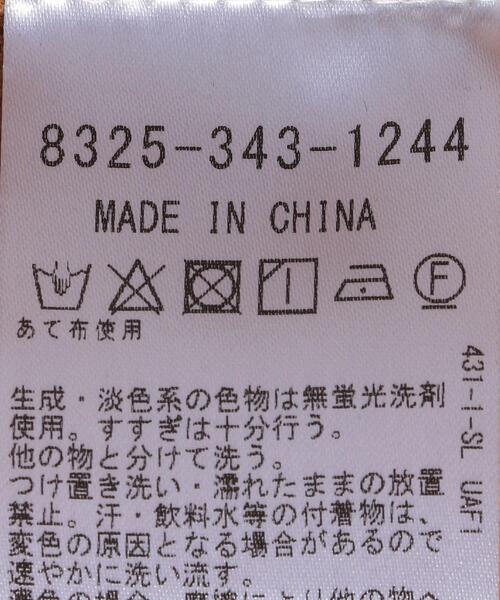 8325-343-1244
MADE IN CHINA
F
あて布使用
431-1-SL UAFi
生成・淡色系の色物は無蛍光洗剤
使用。すすぎは十分行う。
他の物と分けて洗う。
つけ置き洗い・濡れたままの放置
禁止。汗・飲料水等の付着物は、
変色の原因となる場合があるので
速やかに洗い流す。